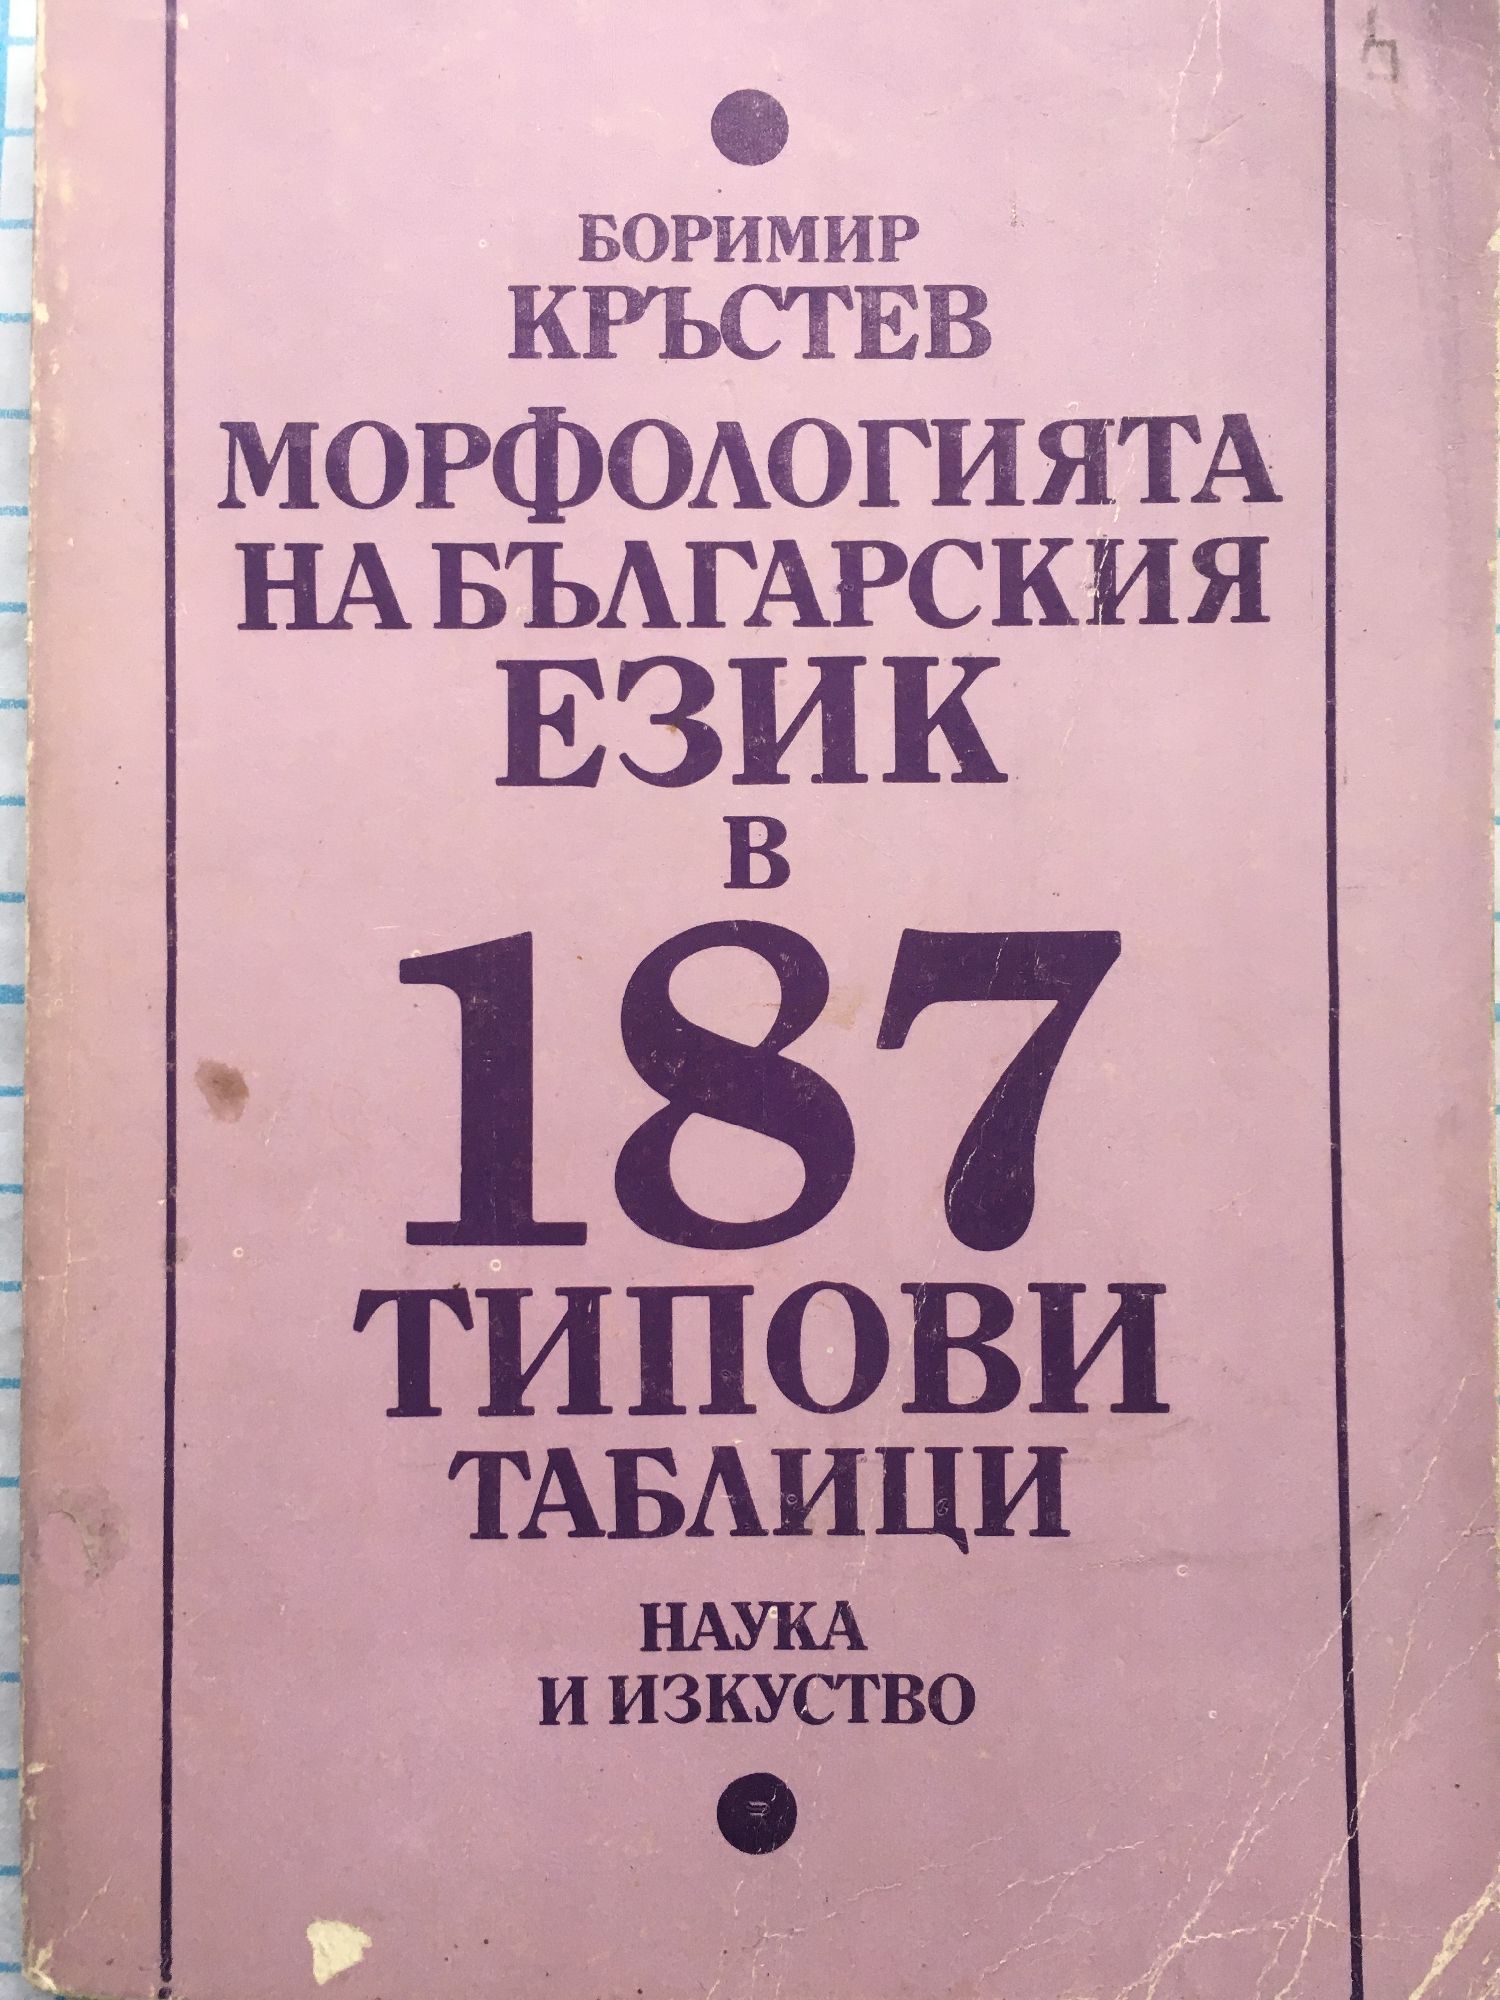 БОРИМИР
КРЪСТЕВ
МОРФОЛОГИЯТА
НА БЪЛГАРСКИЯ
ЕЗИК
В
187
ТИПОВИ
ТАБЛИЦИ
НАУКА
И ИЗКУСТВО